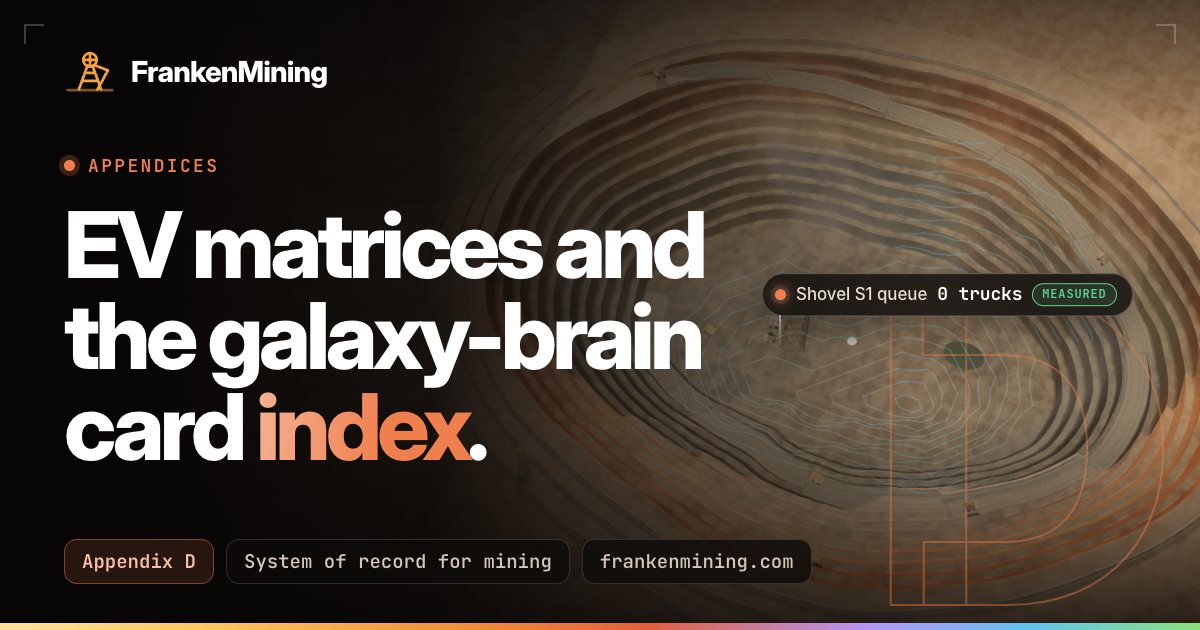 FrankenMining
APPENDICES
EV matrices and
the galaxy-brain
card index.
Shovel S1 queue 0 trucks MEASURED
Appendix D
System of record for mining
frankenmining.com
D